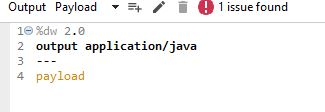 Output Payload 1 issue found
1 %dw 2.0
2 output application/java
3 ---
4 payload